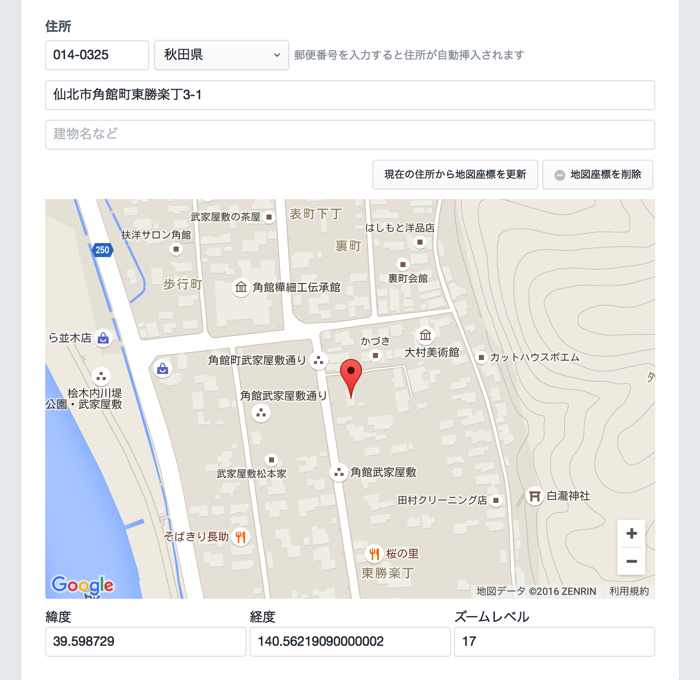 住所
014-0325 秋田県 郵便番号を入力すると住所が自動挿入されます
仙北市角館町東勝楽丁3-1
建物名など
現在の住所から地図座標を更新 地図座標を削除
武家屋敷の茶屋
表町下丁
はしもと洋品店
扶洋サロン角館
裏町
250
裏町会館
歩行町
角館樺細工伝承館
ら並木店
かづき
大村美術館
カットハウスポエム
角館町武家屋敷通り
桧木内川堤
公園・武家屋敷
角館武家屋敷通り
武家屋敷松本家
角館武家屋敷
田村クリーニング店
白瀧神社
そばきり長助
桜の里
東勝楽丁
+
−
Google
地図データ ©2016 ZENRIN 利用規約
緯度 経度 ズームレベル
39.598729 140.56219090000002 17